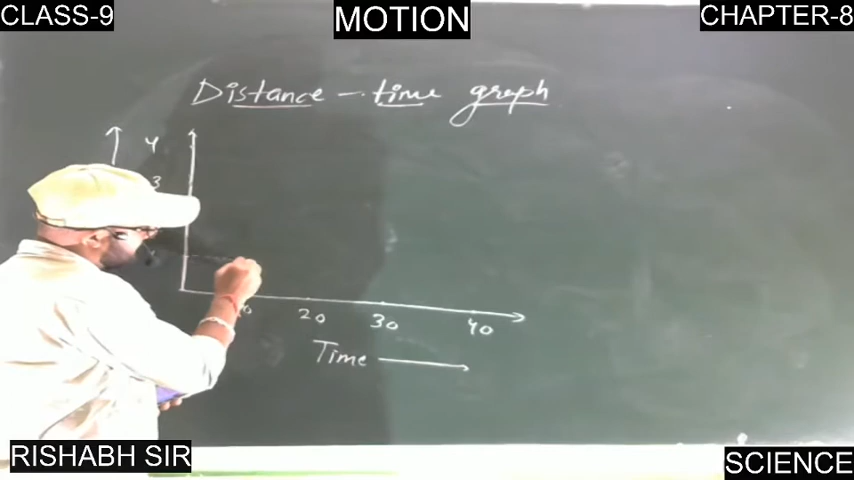 CLASS-9
MOTION
CHAPTER-8
Distance - time graph
4
3
20 30 40
Time
RISHABH SIR
SCIENCE